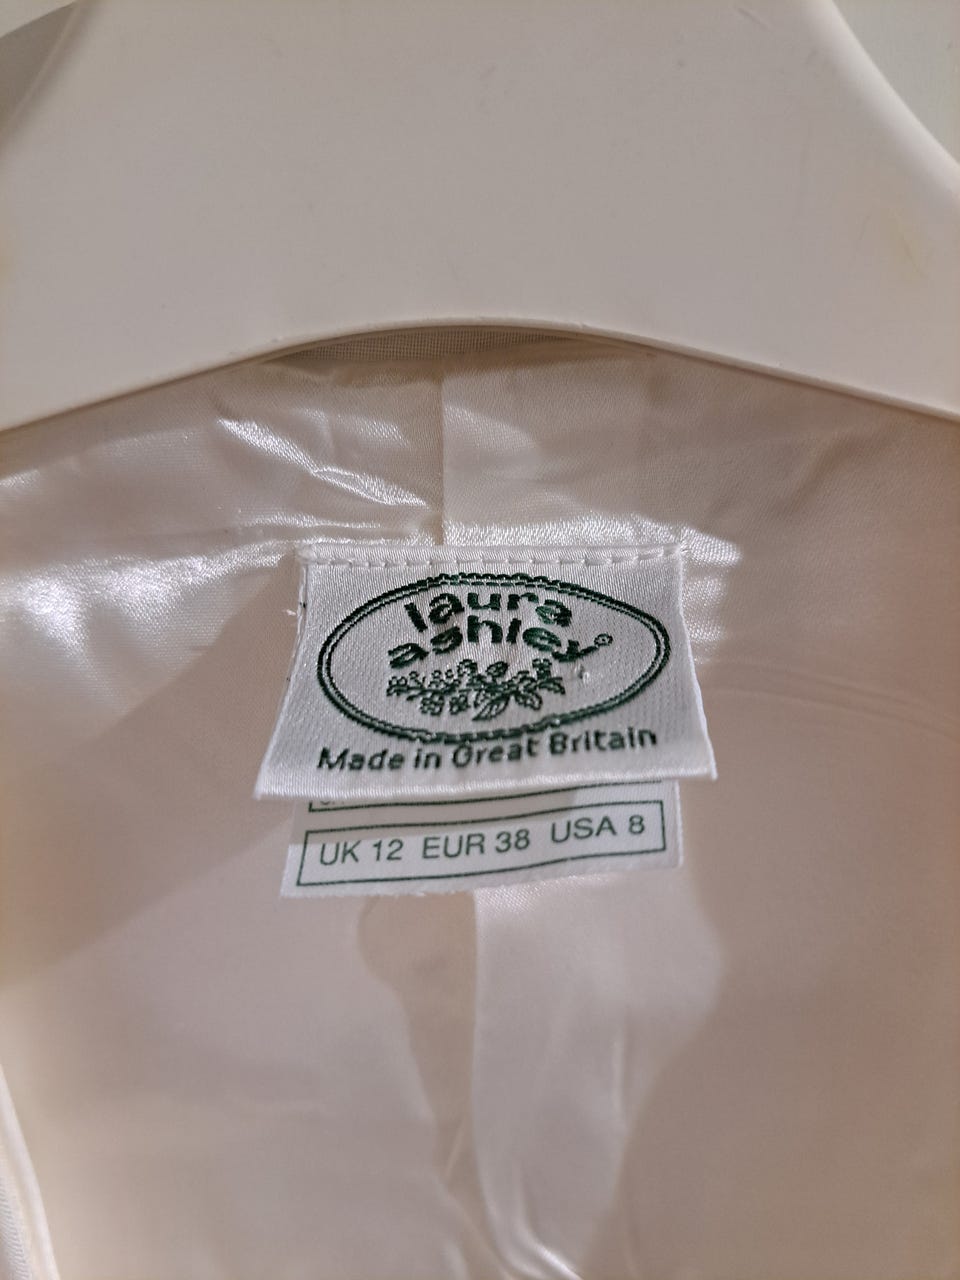 laura
ashley®
Made in Great Britain
UK 12 EUR 38 USA 8